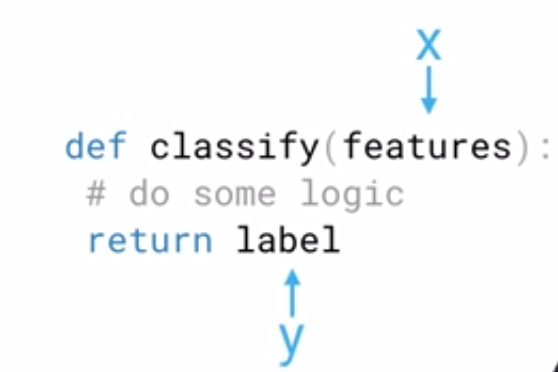 x
def classify(features):
# do some logic
return label
y